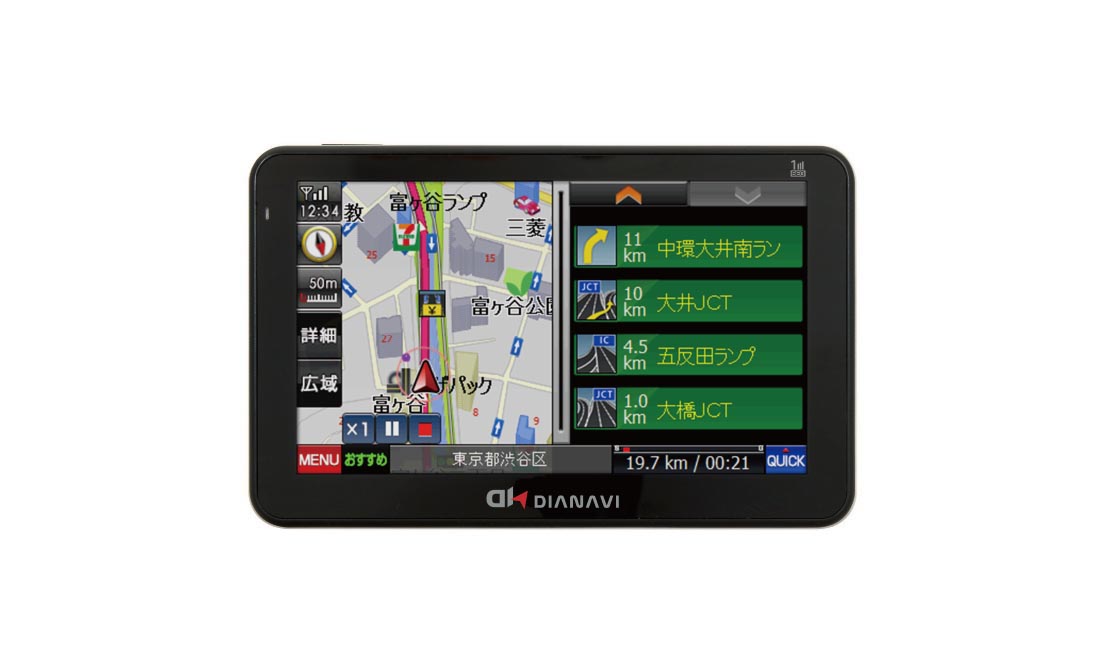 1
SEG
12:34
50m
詳細
広域
教
富ヶ谷ランプ
三菱
25
15
富ヶ谷公
27
パック
富ヶ谷
8
9
x1
MENU
おすすめ
東京都渋谷区
19.7 km / 00:21
QUICK
11 km 中環大井南ラン
JCT
10 km 大井JCT
IC
4.5 km 五反田ランプ
JCT
1.0 km 大橋JCT
DIANAVI